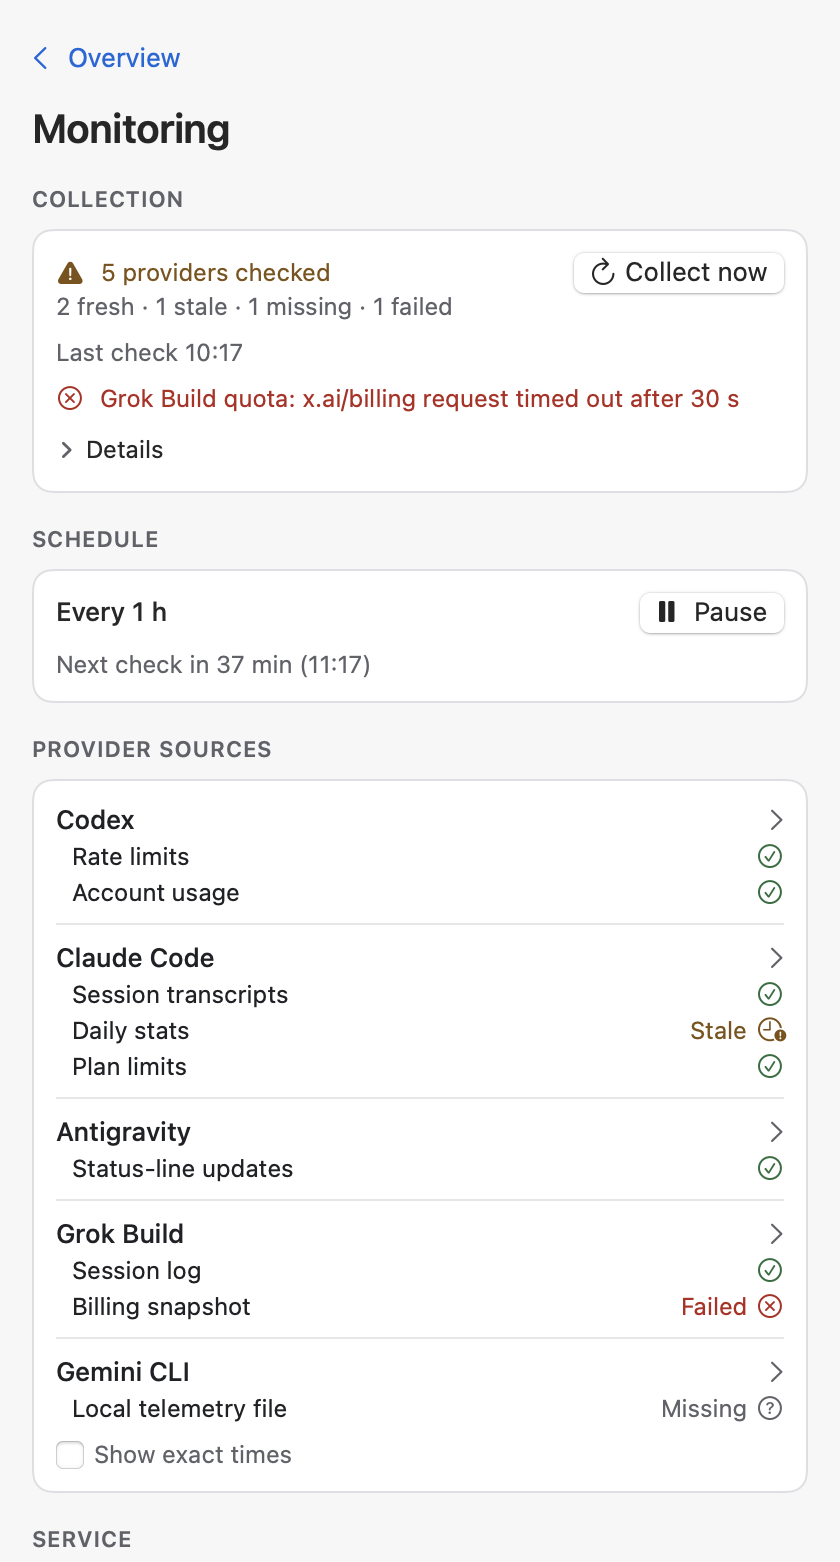 Overview
Monitoring
COLLECTION
5 providers checked
Collect now
2 fresh · 1 stale · 1 missing · 1 failed
Last check 10:17
Grok Build quota: x.ai/billing request timed out after 30 s
Details
SCHEDULE
Every 1 h
Pause
Next check in 37 min (11:17)
PROVIDER SOURCES
Codex
Rate limits
Account usage
Claude Code
Session transcripts
Daily stats
Stale
Plan limits
Antigravity
Status-line updates
Grok Build
Session log
Billing snapshot
Failed
Gemini CLI
Local telemetry file
Missing
Show exact times
SERVICE